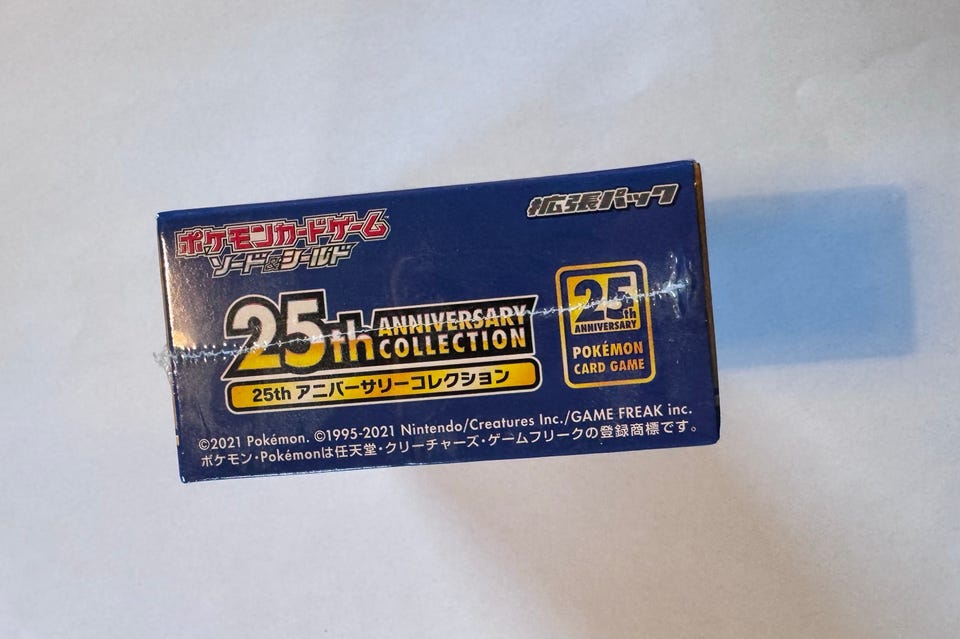 ポケモンカードゲーム
ソード&シールド
拡張パック
25th ANNIVERSARY
COLLECTION
25th アニバーサリーコレクション
25th
ANNIVERSARY
POKÉMON
CARD GAME
©2021 Pokémon. ©1995-2021 Nintendo/Creatures Inc./GAME FREAK inc.
ポケモン・Pokémonは任天堂・クリーチャーズ・ゲームフリークの登録商標です。